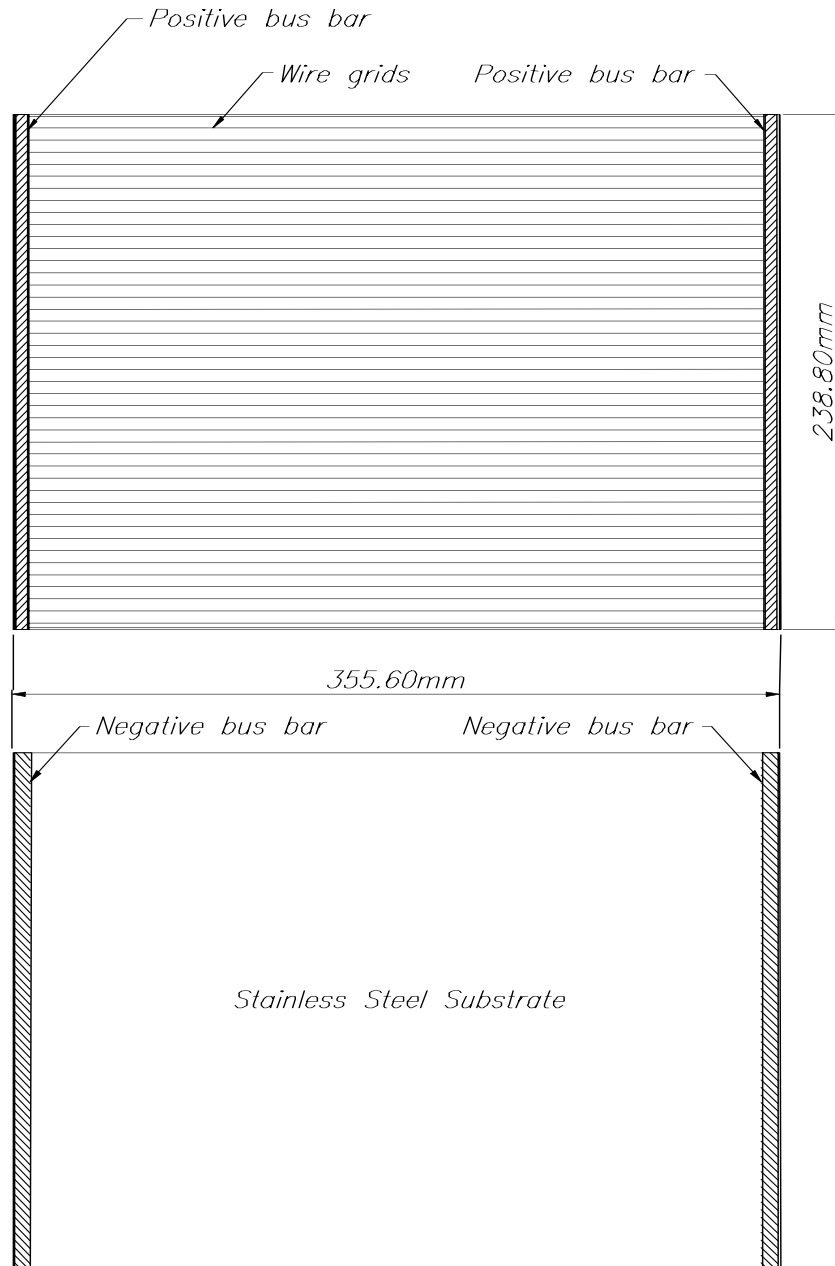 Positive bus bar
Wire grids
Positive bus bar
238.80mm
355.60mm
Negative bus bar
Negative bus bar
Stainless Steel Substrate